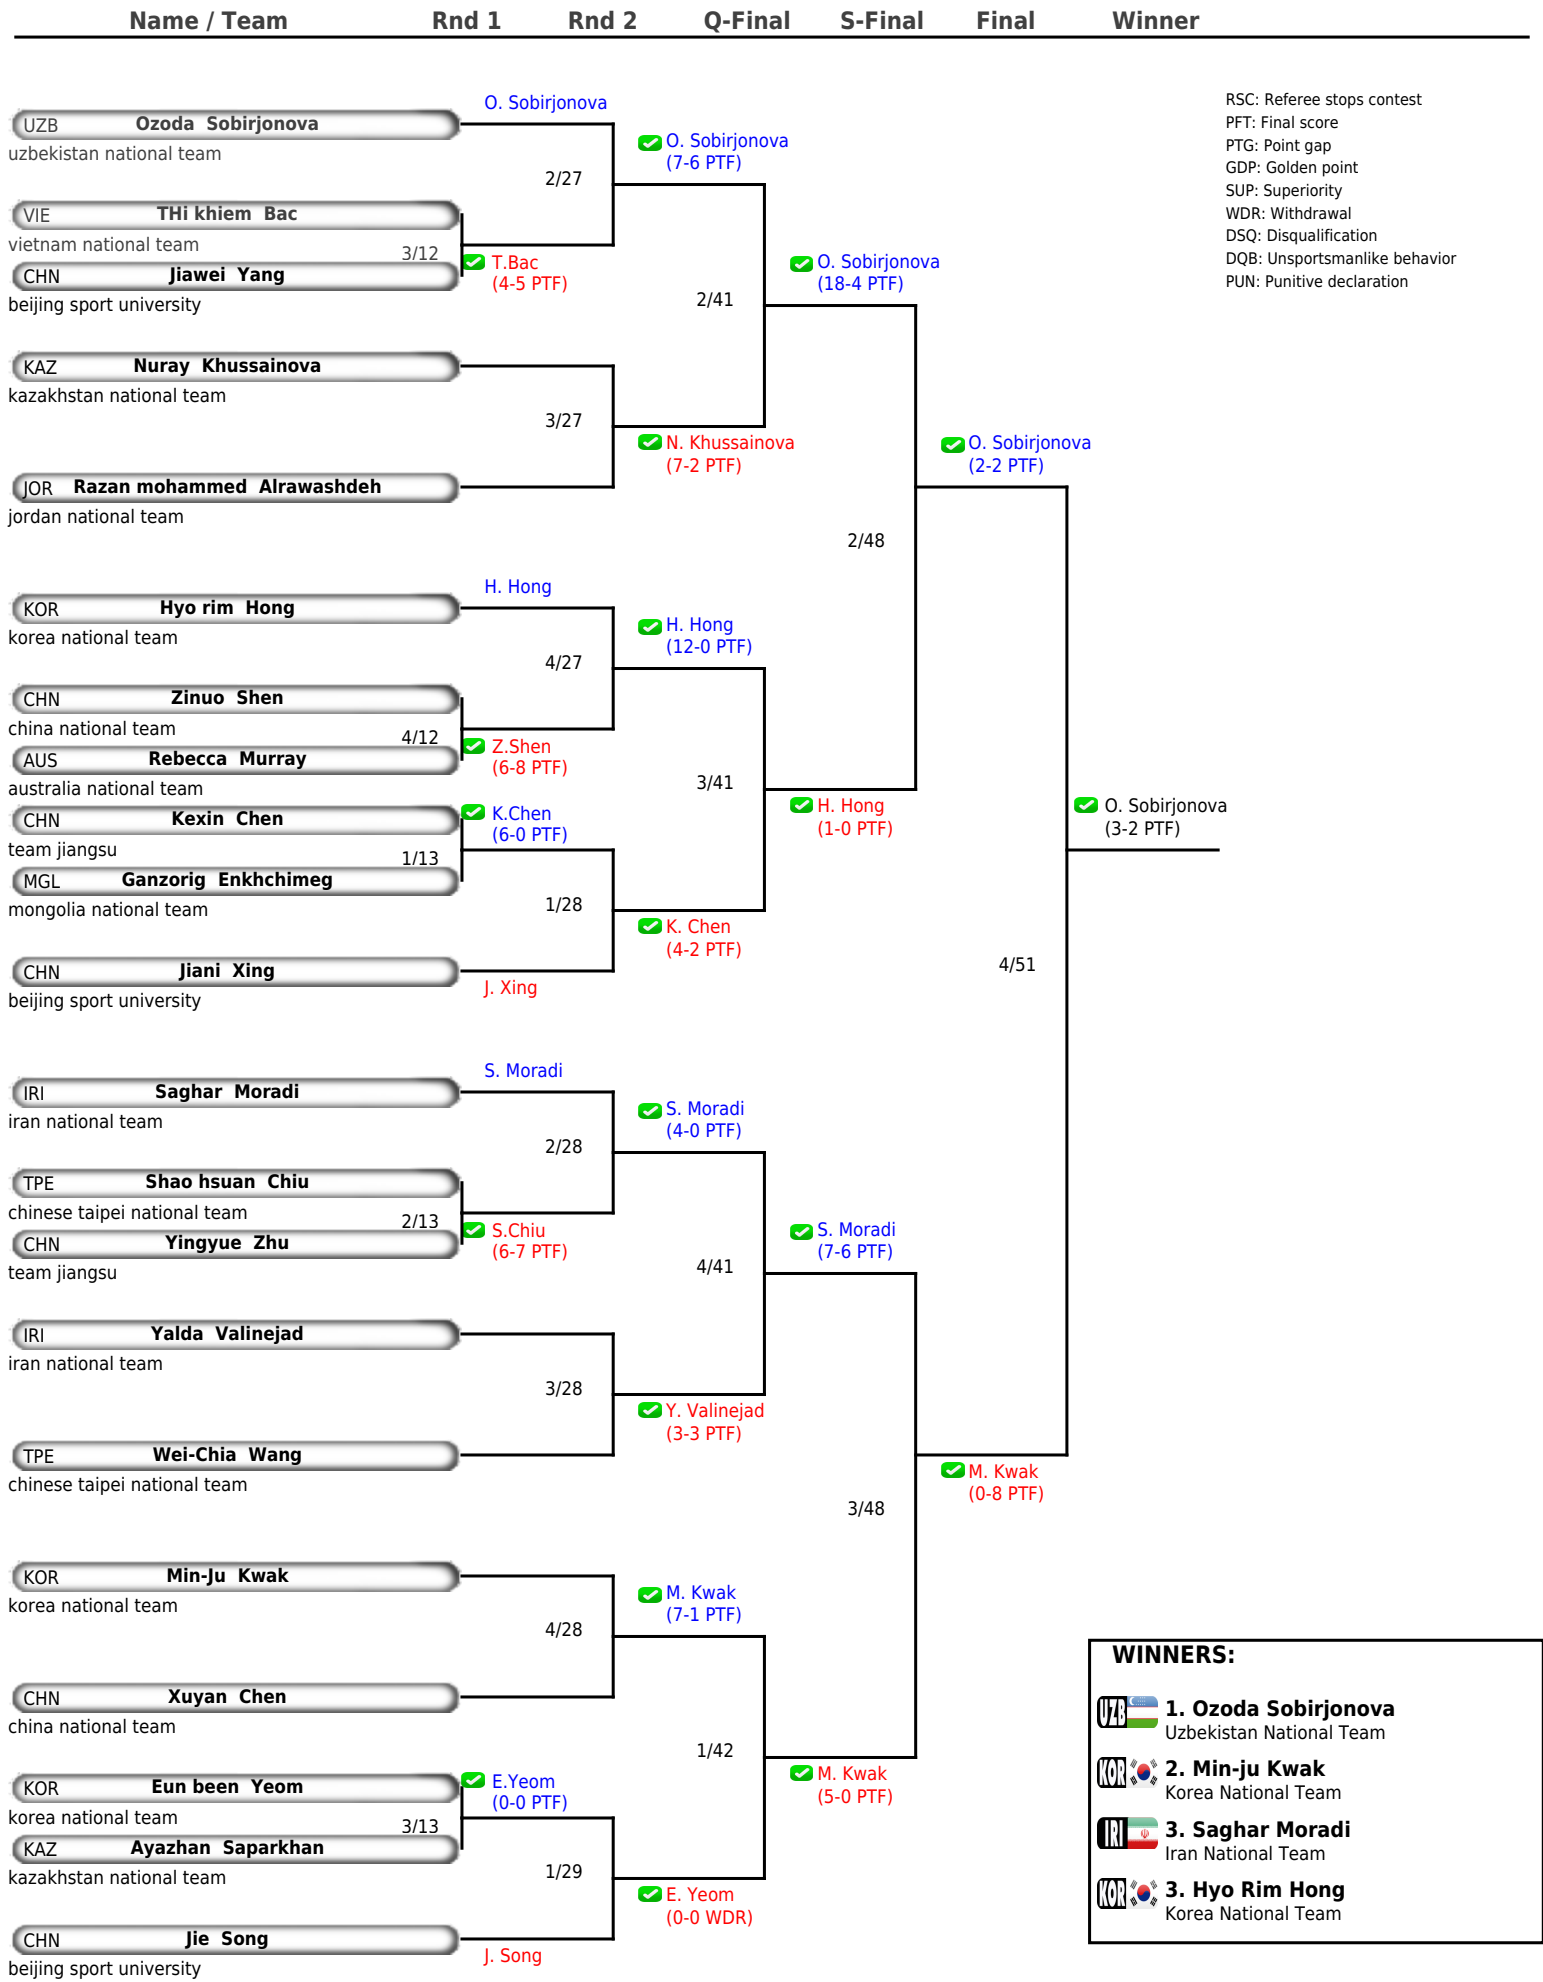 Name / Team Rnd 1 Rnd 2 Q-Final S-Final Final Winner
RSC: Referee stops contest
PFT: Final score
PTG: Point gap
GDP: Golden point
SUP: Superiority
WDR: Withdrawal
DSQ: Disqualification
DQB: Unsportsmanlike behavior
PUN: Punitive declaration
O. Sobirjonova
UZB Ozoda Sobirjonova
uzbekistan national team
O. Sobirjonova
(7-6 PTF)
2/27
VIE THi khiem Bac
vietnam national team
3/12
CHN Jiawei Yang
beijing sport university
T.Bac
(4-5 PTF)
O. Sobirjonova
(18-4 PTF)
2/41
KAZ Nuray Khussainova
kazakhstan national team
3/27
N. Khussainova
(7-2 PTF)
O. Sobirjonova
(2-2 PTF)
JOR Razan mohammed Alrawashdeh
jordan national team
2/48
H. Hong
KOR Hyo rim Hong
korea national team
H. Hong
(12-0 PTF)
4/27
CHN Zinuo Shen
china national team
4/12
AUS Rebecca Murray
australia national team
Z.Shen
(6-8 PTF)
3/41
CHN Kexin Chen
team jiangsu
K.Chen
(6-0 PTF)
H. Hong
(1-0 PTF)
O. Sobirjonova
(3-2 PTF)
1/13
MGL Ganzorig Enkhchimeg
mongolia national team
1/28
K. Chen
(4-2 PTF)
CHN Jiani Xing
beijing sport university
J. Xing
4/51
S. Moradi
IRI Saghar Moradi
iran national team
S. Moradi
(4-0 PTF)
2/28
TPE Shao hsuan Chiu
chinese taipei national team
2/13
CHN Yingyue Zhu
team jiangsu
S.Chiu
(6-7 PTF)
S. Moradi
(7-6 PTF)
4/41
IRI Yalda Valinejad
iran national team
3/28
Y. Valinejad
(3-3 PTF)
TPE Wei-Chia Wang
chinese taipei national team
M. Kwak
(0-8 PTF)
3/48
KOR Min-Ju Kwak
korea national team
M. Kwak
(7-1 PTF)
4/28
CHN Xuyan Chen
china national team
1/42
KOR Eun been Yeom
korea national team
E.Yeom
(0-0 PTF)
M. Kwak
(5-0 PTF)
3/13
KAZ Ayazhan Saparkhan
kazakhstan national team
1/29
E. Yeom
(0-0 WDR)
CHN Jie Song
beijing sport university
J. Song
WINNERS:
UZB 1. Ozoda Sobirjonova
Uzbekistan National Team
KOR 2. Min-ju Kwak
Korea National Team
IRI 3. Saghar Moradi
Iran National Team
KOR 3. Hyo Rim Hong
Korea National Team